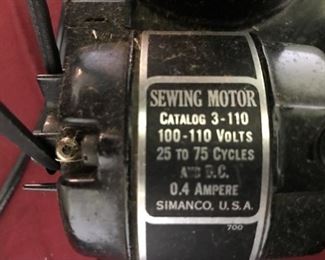 SEWING MOTOR
CATALOG 3-110
100-110 VOLTS
25 TO 75 CYCLES
AND D.C.
0.4 AMPERE
SIMANCO, U.S.A.
700